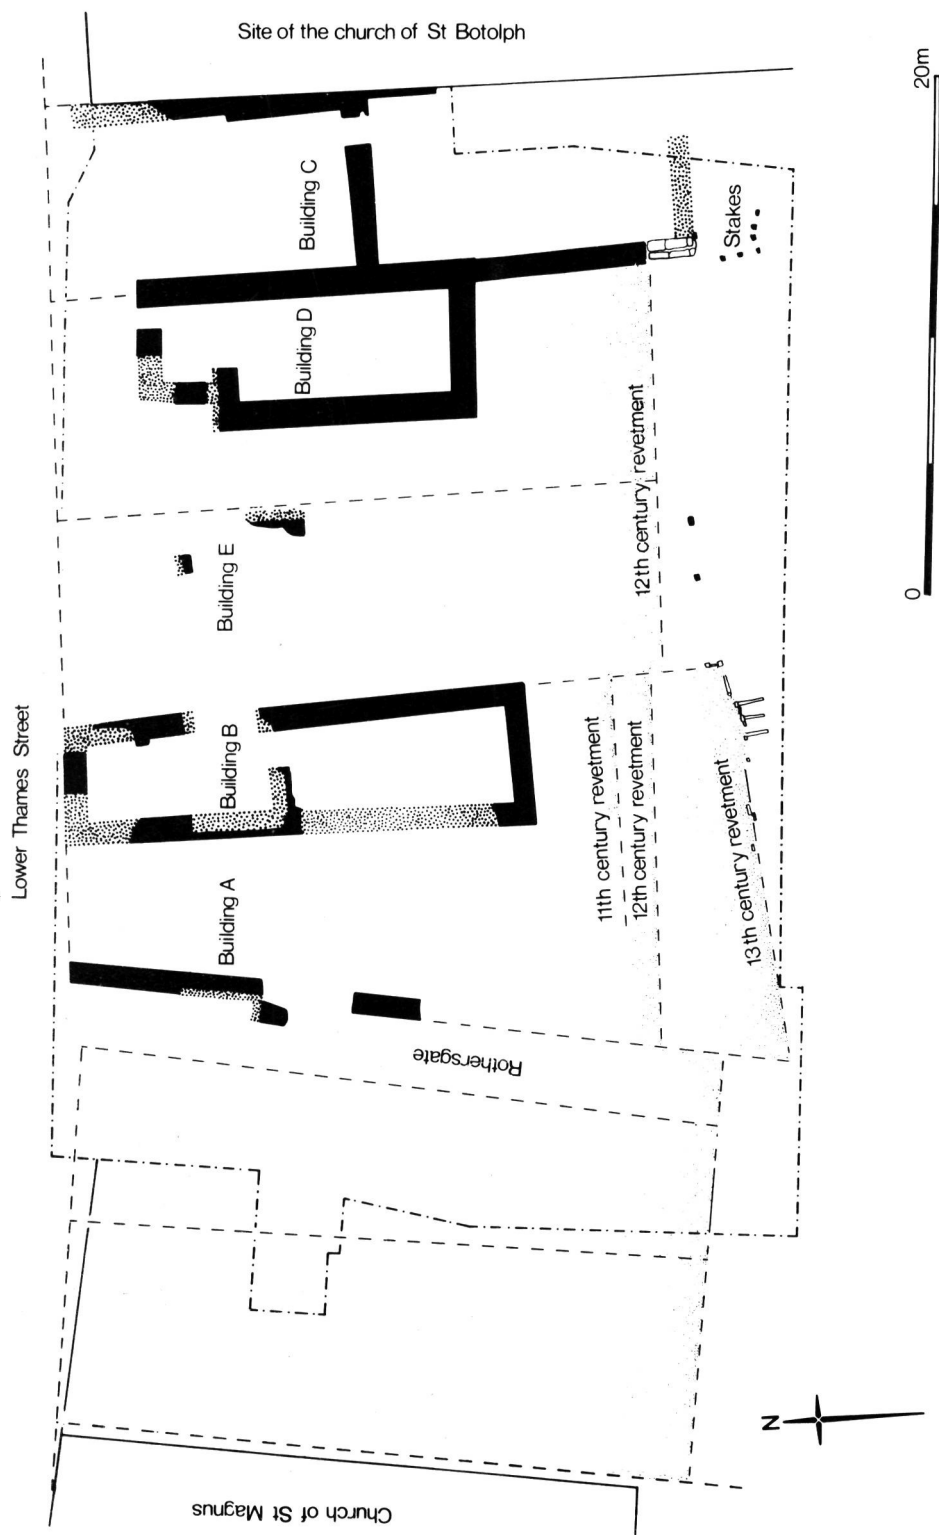 Site of the church of St Botolph
Lower Thames Street
Building C
Building D
Building E
Building B
Building A
Stakes
12th century revetment
11th century revetment
12th century revetment
13th century revetment
Rothersgate
Church of St Magnus
N
0
20m